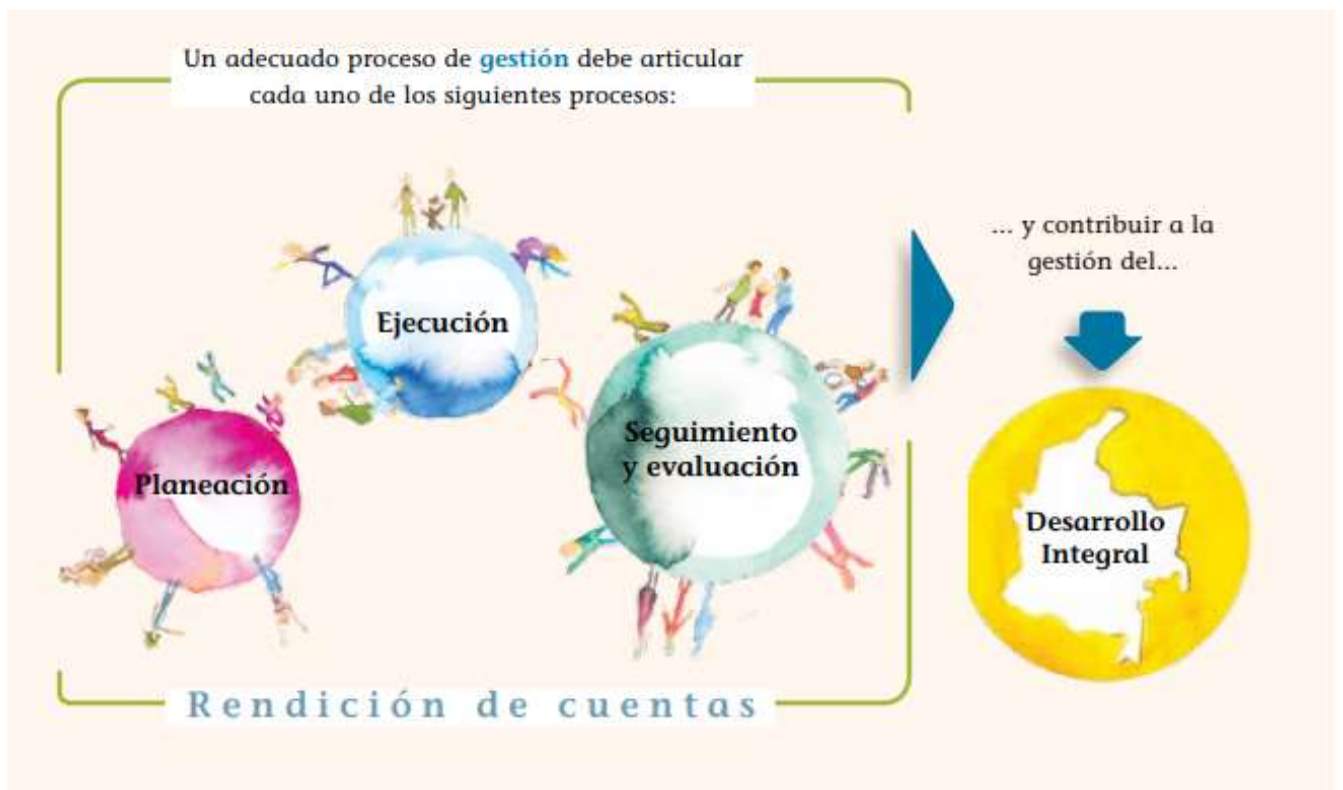 Un adecuado proceso de gestión debe articular
cada uno de los siguientes procesos:
Ejecución
Planeación
Seguimiento
y evaluación
Rendición de cuentas
... y contribuir a la
gestión del...
Desarrollo
Integral